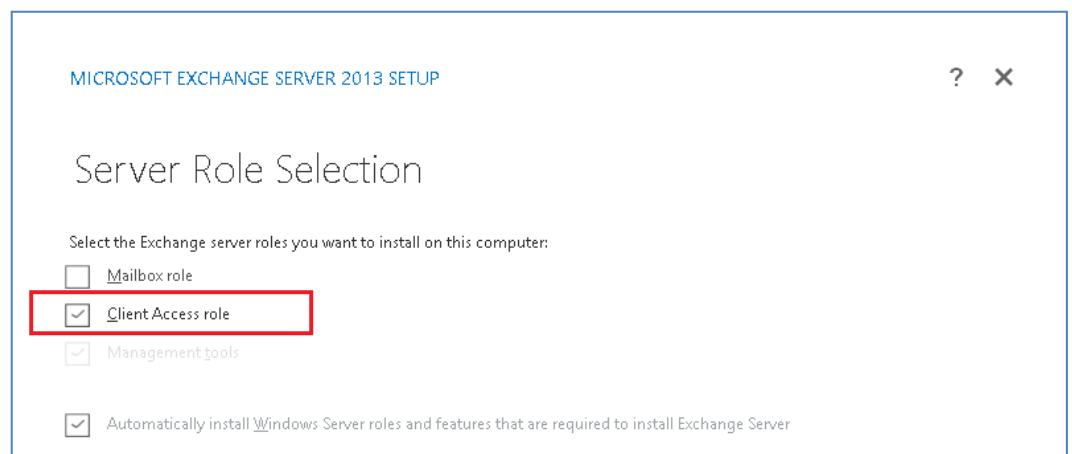 MICROSOFT EXCHANGE SERVER 2013 SETUP ? ✕
Server Role Selection
Select the Exchange server roles you want to install on this computer:
Mailbox role
Client Access role
Management tools
Automatically install Windows Server roles and features that are required to install Exchange Server